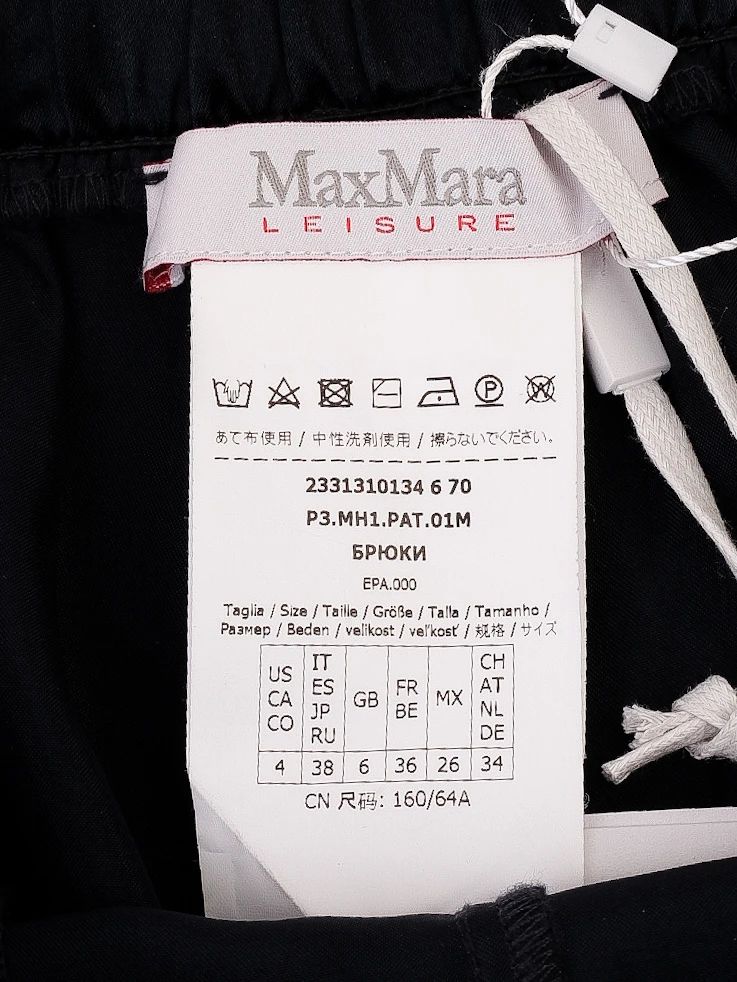 MaxMara
LEISURE
P
W
あて布使用 / 中性洗剤使用 / 擦らないでください。
2331310134 6 70
P3.MH1.PAT.01M
БРЮКИ
EPA.000
Taglia / Size / Taille / Größe / Talla / Tamanho /
Размер / Beden / velikost / veľkosť / 规格 / サイズ
US CA CO IT ES JP RU GB FR BE MX CH AT NL DE
4 38 6 36 26 34
CN 尺码: 160/64A